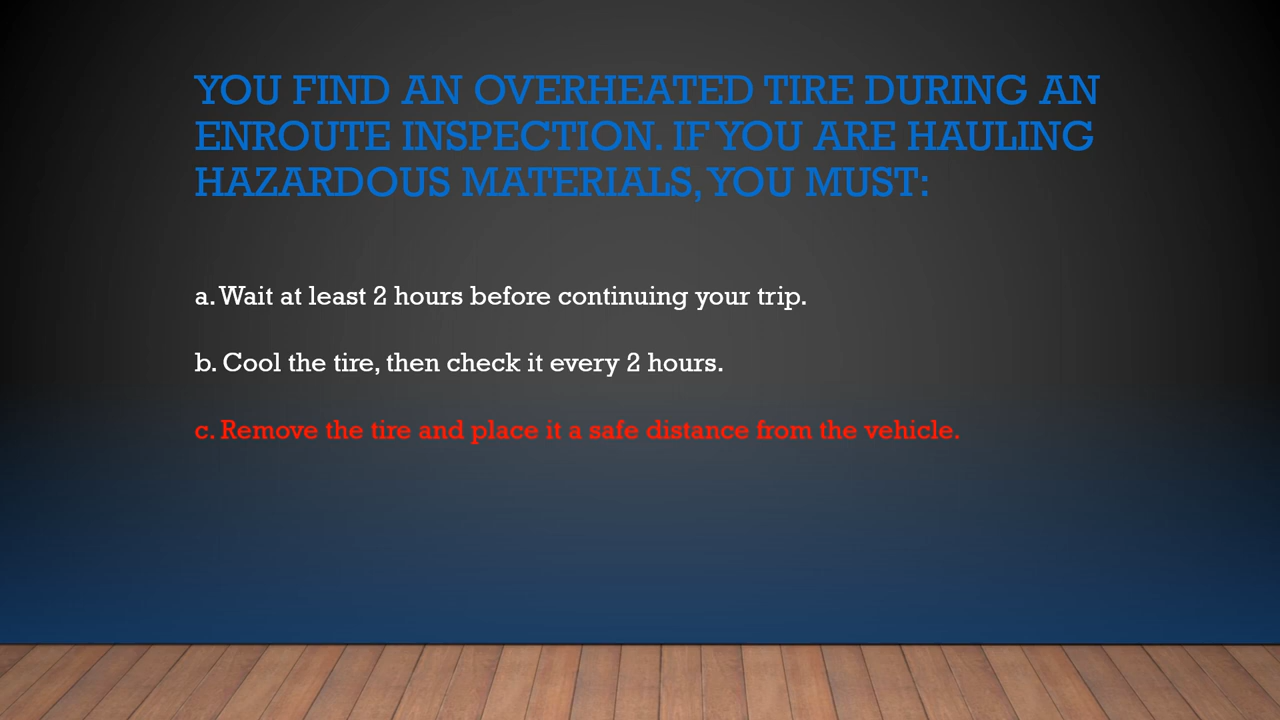 YOU FIND AN OVERHEATED TIRE DURING AN
ENROUTE INSPECTION. IF YOU ARE HAULING
HAZARDOUS MATERIALS, YOU MUST:
a. Wait at least 2 hours before continuing your trip.
b. Cool the tire, then check it every 2 hours.
c. Remove the tire and place it a safe distance from the vehicle.